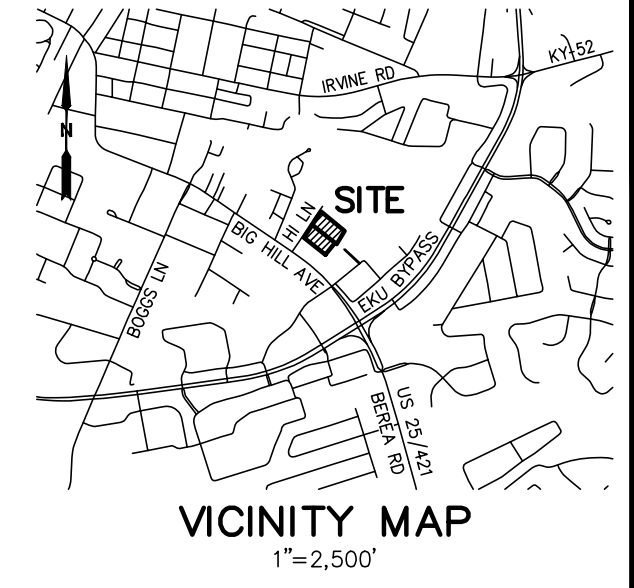 KY-52
IRVINE RD
N
SITE
HI LN
BIG HILL AVE
EKU BYPASS
BOGGS LN
US 25/421
BEREA RD
VICINITY MAP
1"=2,500'